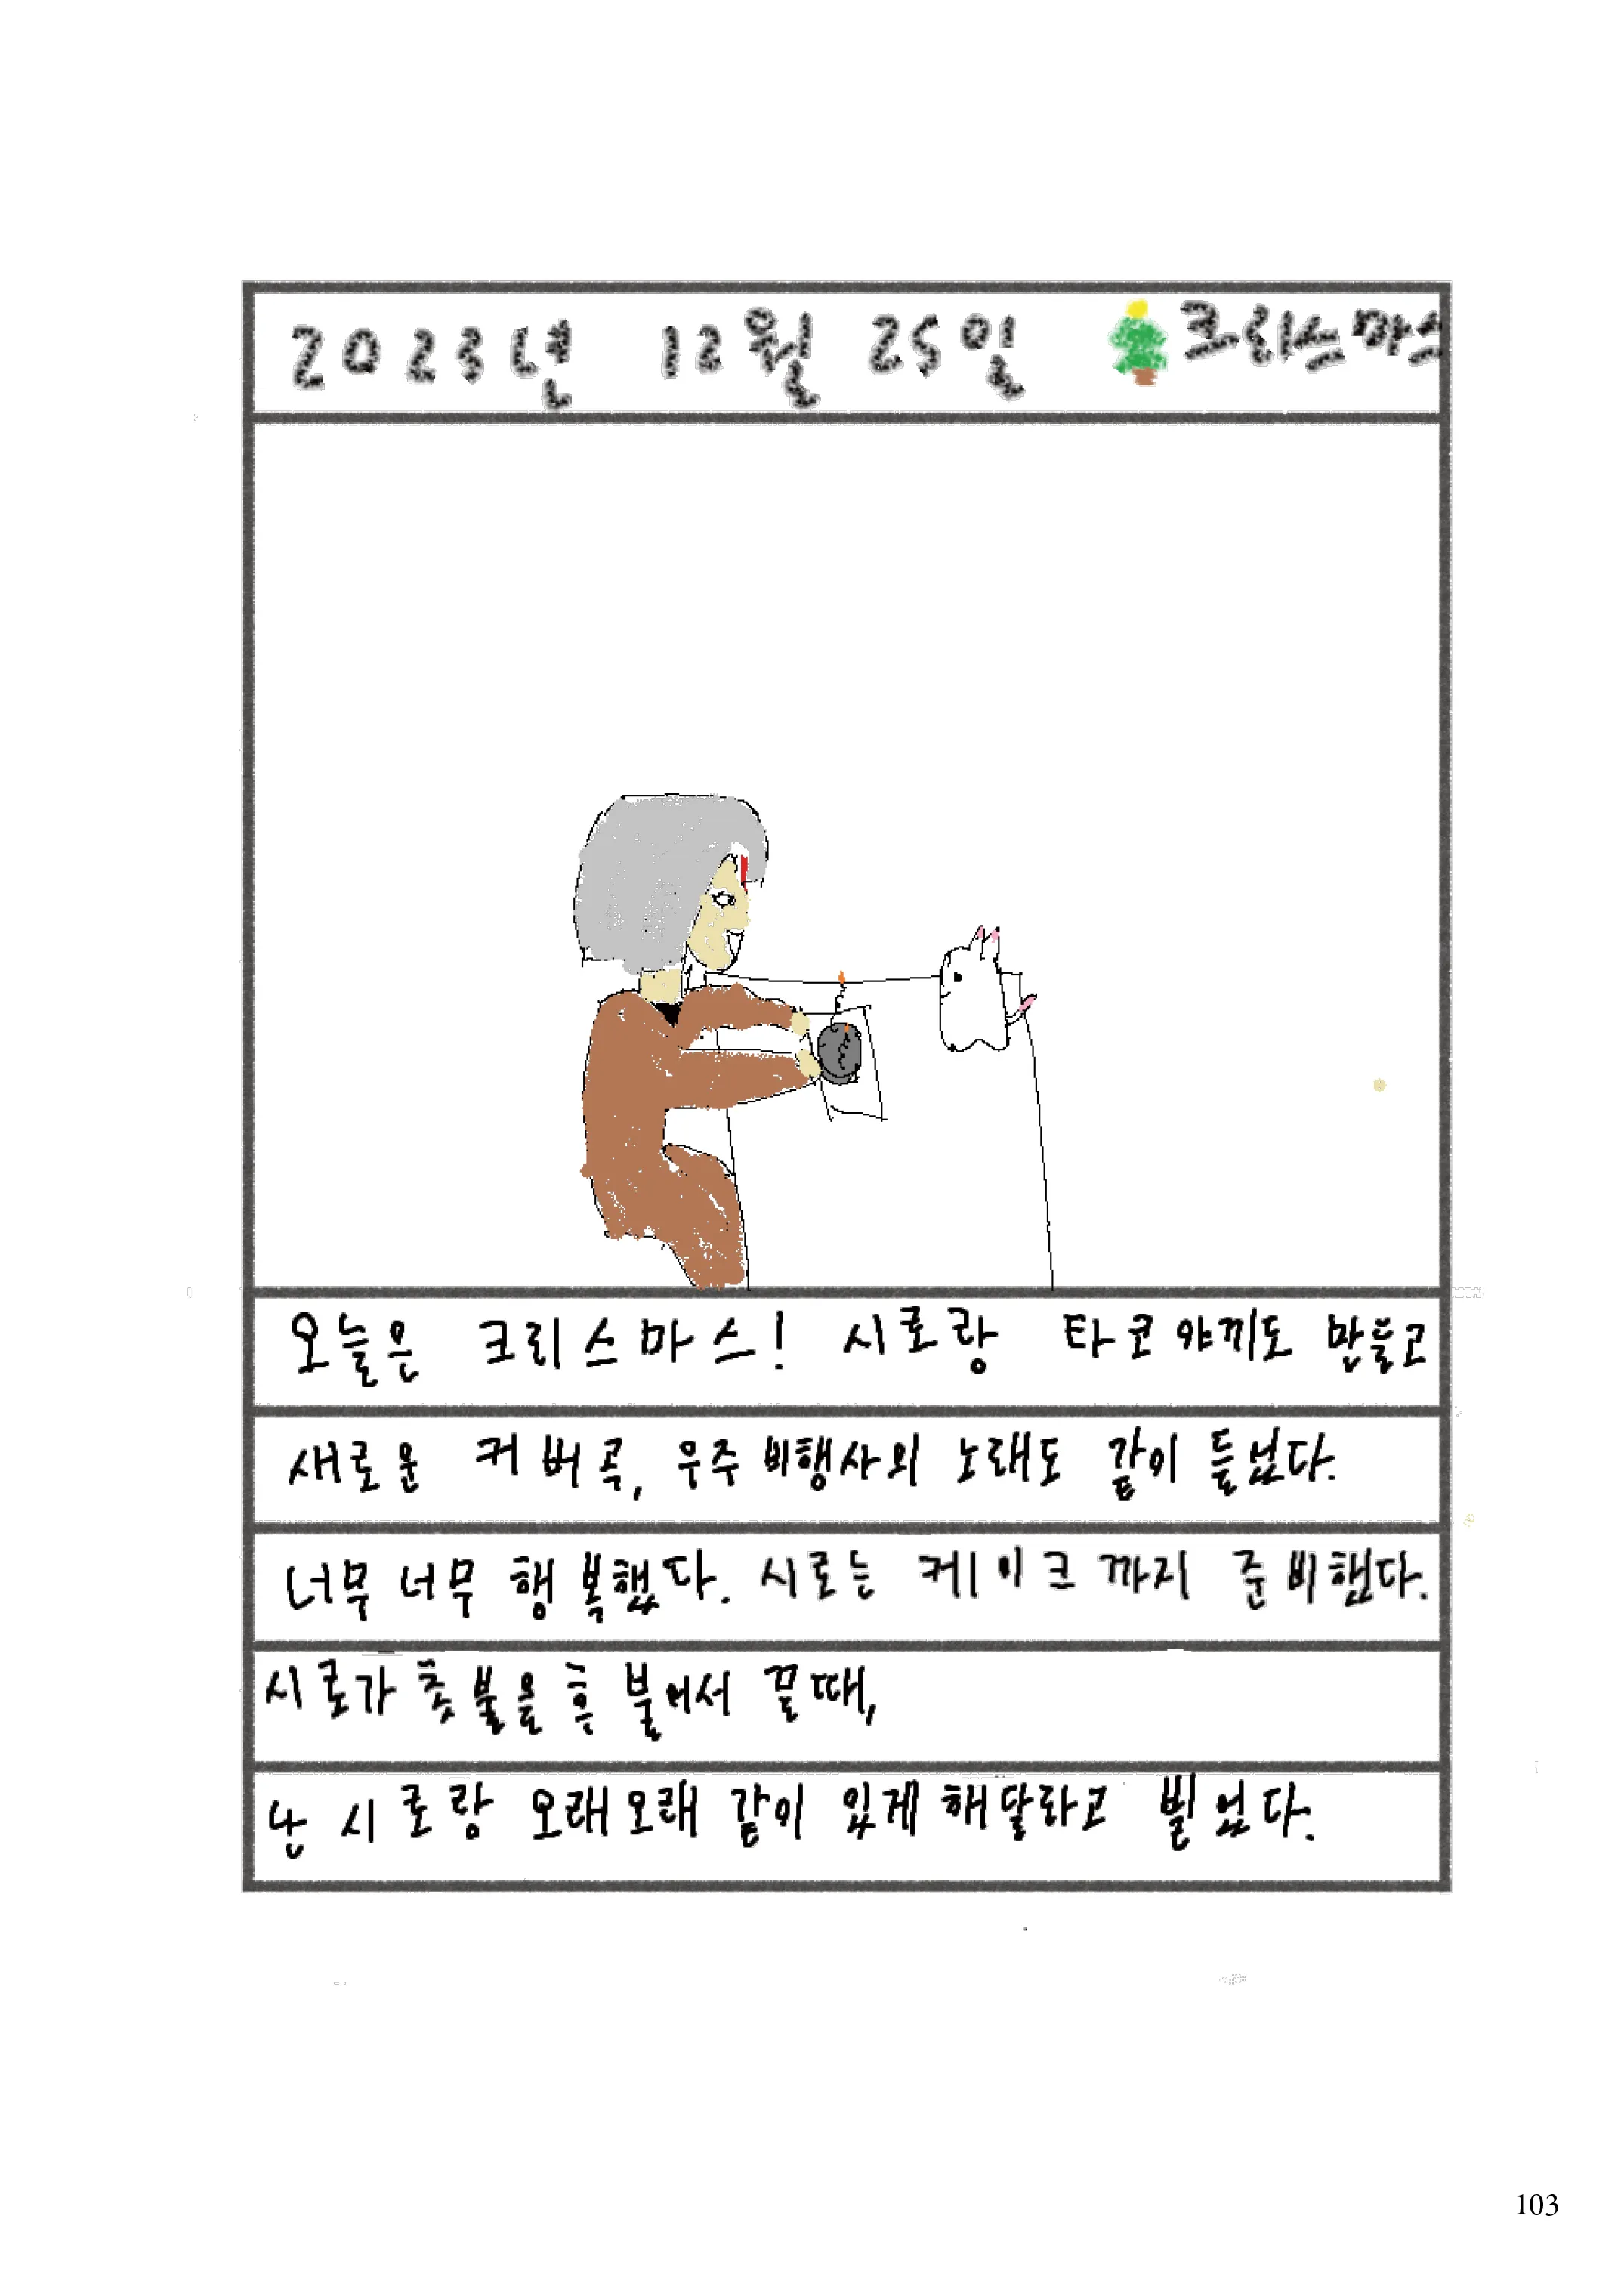 2023년 12월 25일 크리스마스
오늘은 크리스마스! 시로랑 타코야끼도 만들고
새로운 커버곡, 우주비행사의 노래도 같이 들었다.
너무너무 행복했다. 시로는 케이크까지 준비했다.
시로가 촛불을 흔 불어서 끌때,
난 시로랑 오래오래 같이 있게 해달라고 빌었다.
103